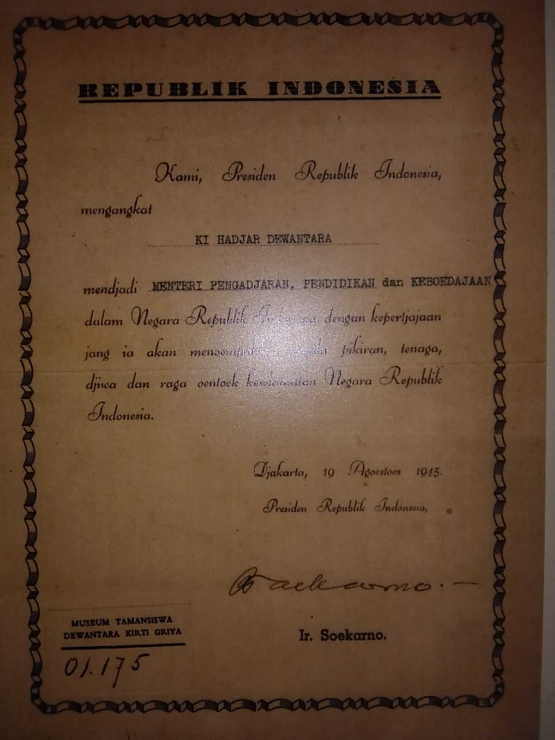 REPUBLIK INDONESIA
Kami, Presiden Republik Indonesia,
mengangkat
KI HADJAR DEWANTARA
mendjadi MENTERI PENGADJARAN, PENDIDIKAN dan KEBOEDAJAAN
dalam Negara Republik Indonesia, dengan kepertjajaan
jang ia akan pikiran, tenaga,
djiwa dan raga oentoek keselamatan Negara Republik
Indonesia.
Djakarta, 19 Agoestoes 1945.
Presiden Republik Indonesia,
Soekarno.
Ir. Soekarno.
MUSEUM TAMANSISWA
DEWANTARA KIRTI GRIYA
01.175